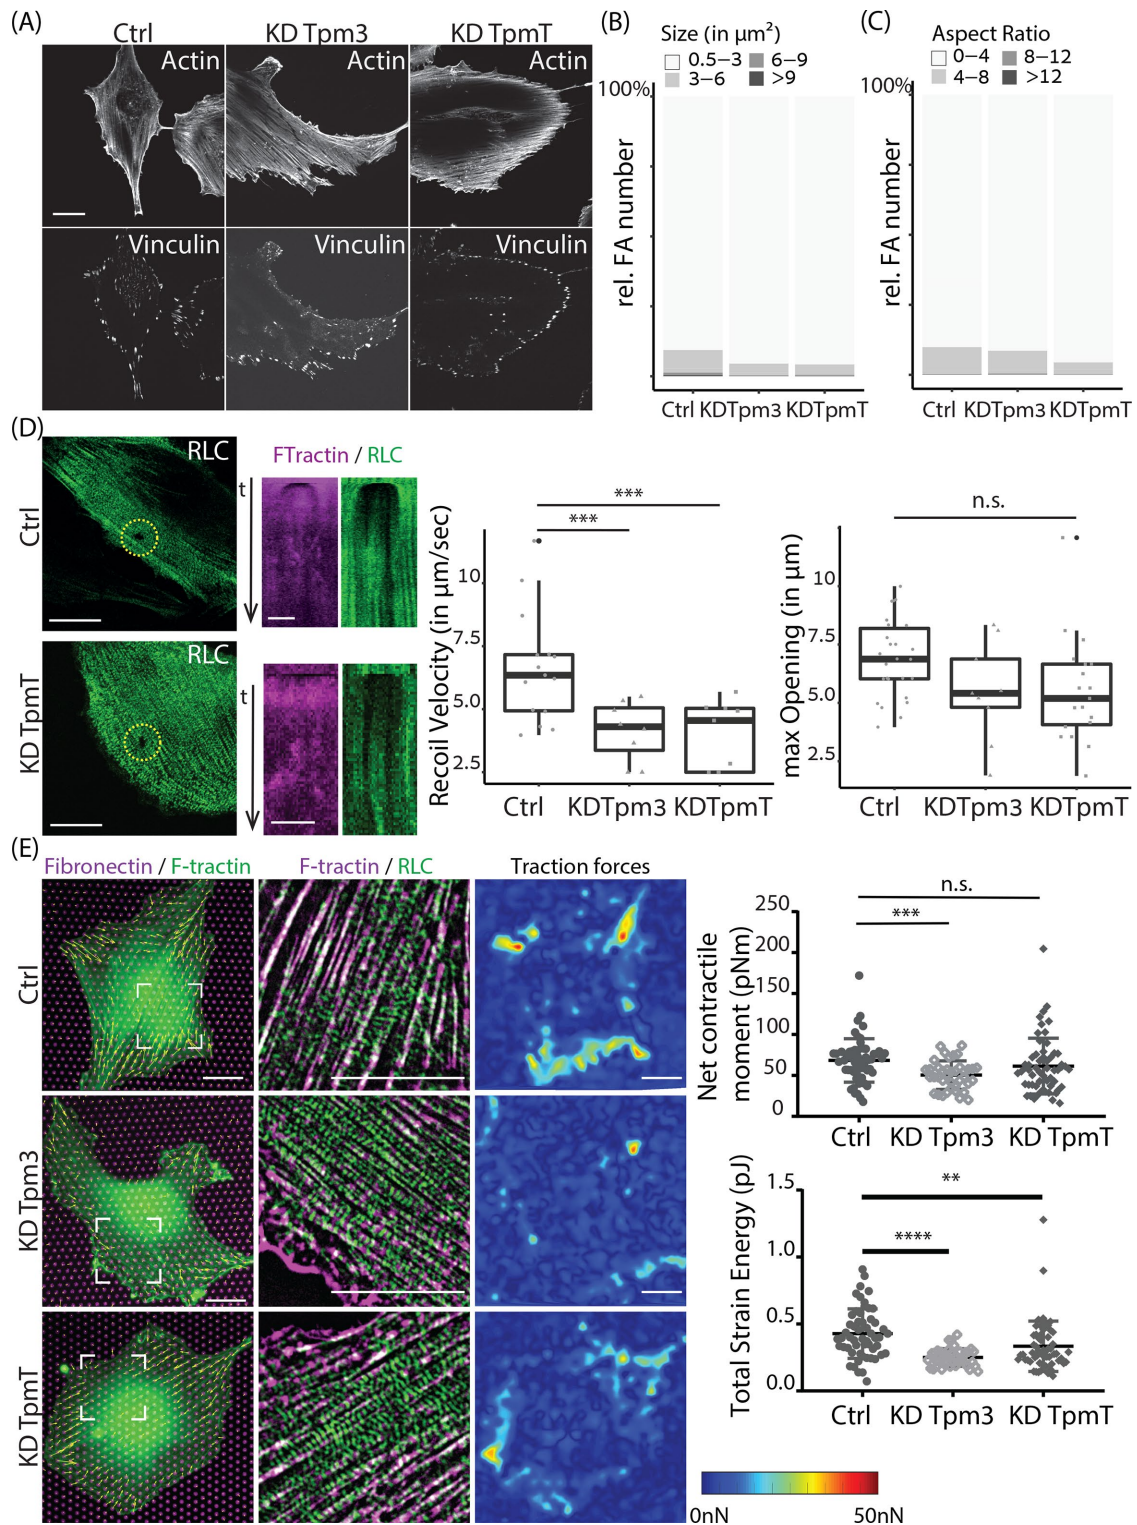 (A)
Ctrl
KD Tpm3
KD TpmT
Actin
Actin
Actin
Vinculin
Vinculin
Vinculin
(B)
Size (in µm²)
0.5–3
6–9
3–6
>9
100%
rel. FA number
Ctrl KDTpm3 KDTpmT
(C)
Aspect Ratio
0–4
8–12
4–8
>12
100%
rel. FA number
Ctrl KDTpm3 KDTpmT
(D)
Ctrl
RLC
KD TpmT
RLC
FTractin / RLC
t
t
Recoil Velocity (in µm/sec)
10
7.5
5.0
2.5
***
***
Ctrl KDTpm3 KDTpmT
max Opening (in µm)
10
7.5
5.0
2.5
n.s.
Ctrl KDTpm3 KDTpmT
(E)
Fibronectin / F-tractin
F-tractin / RLC
Traction forces
Ctrl
KD Tpm3
KD TpmT
Net contractile
moment (pNm)
250
200
150
100
50
0
n.s.
***
Ctrl KD Tpm3 KD TpmT
Total Strain Energy (pJ)
1.5
1.0
0.5
0.0
**
****
Ctrl KD Tpm3 KD TpmT
0nN 50nN